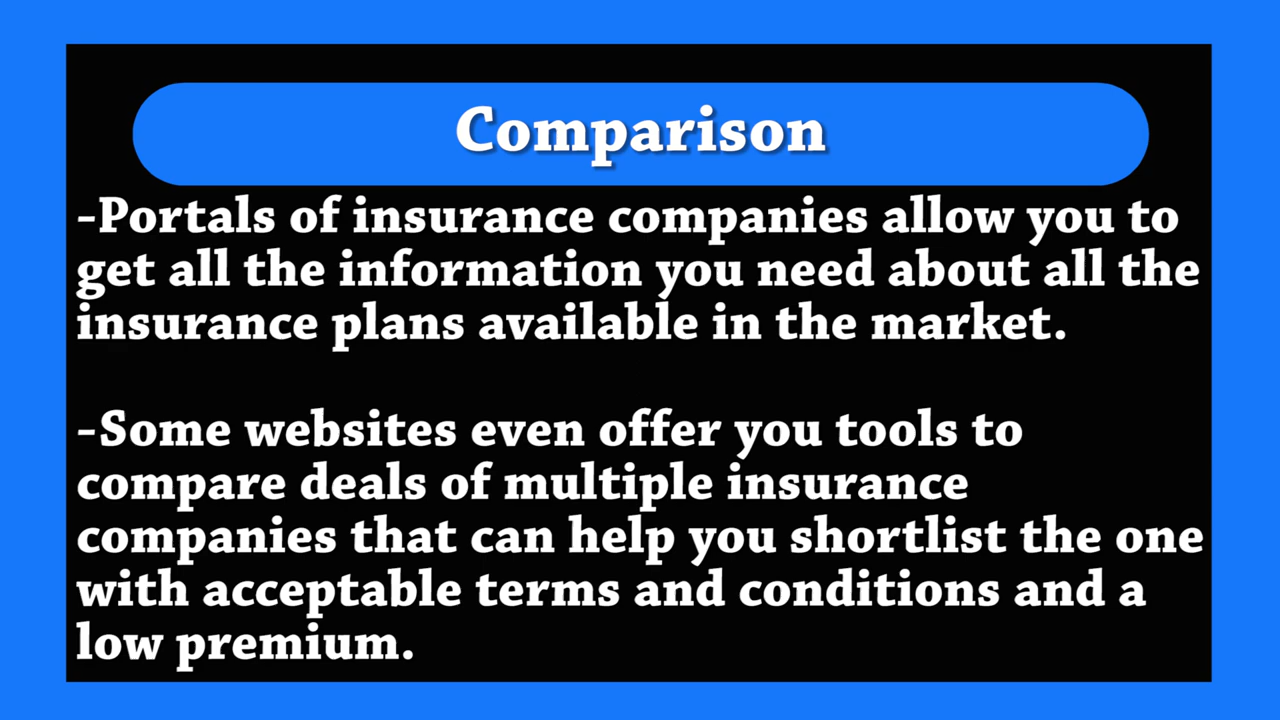 Comparison
-Portals of insurance companies allow you to
get all the information you need about all the
insurance plans available in the market.
-Some websites even offer you tools to
compare deals of multiple insurance
companies that can help you shortlist the one
with acceptable terms and conditions and a
low premium.